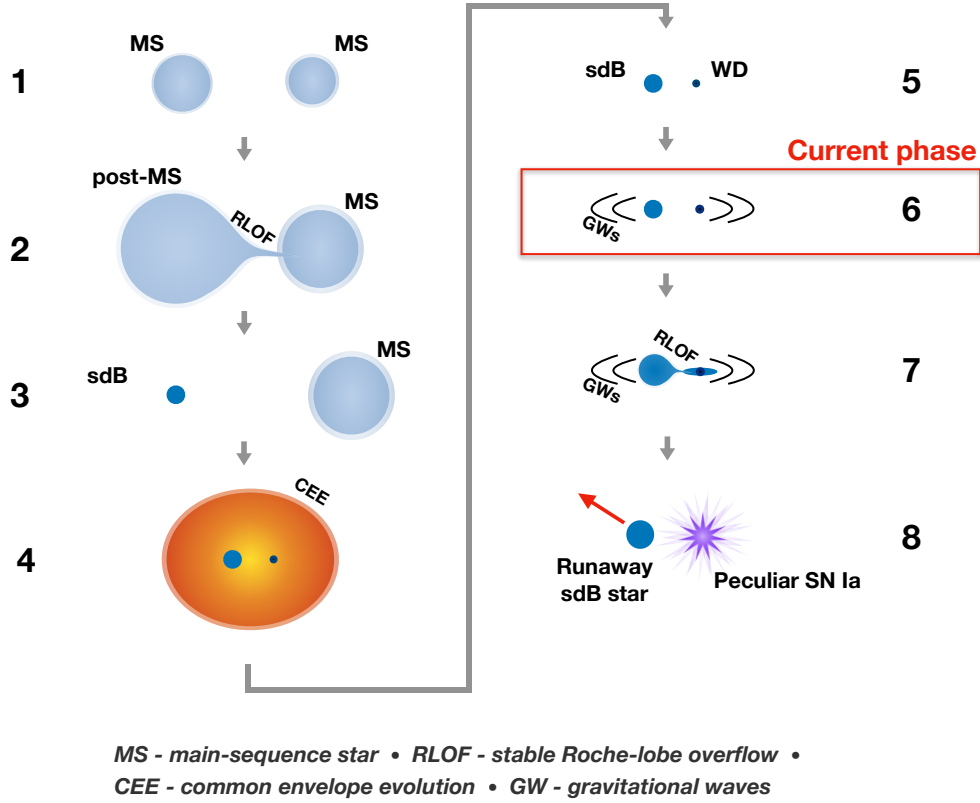 1
MS
MS
2
post-MS
RLOF
MS
3
sdB
MS
4
CEE
sdB
WD
5
Current phase
GWs
6
RLOF
GWs
7
8
Runaway
sdB star
Peculiar SN Ia
MS - main-sequence star • RLOF - stable Roche-lobe overflow •
CEE - common envelope evolution • GW - gravitational waves